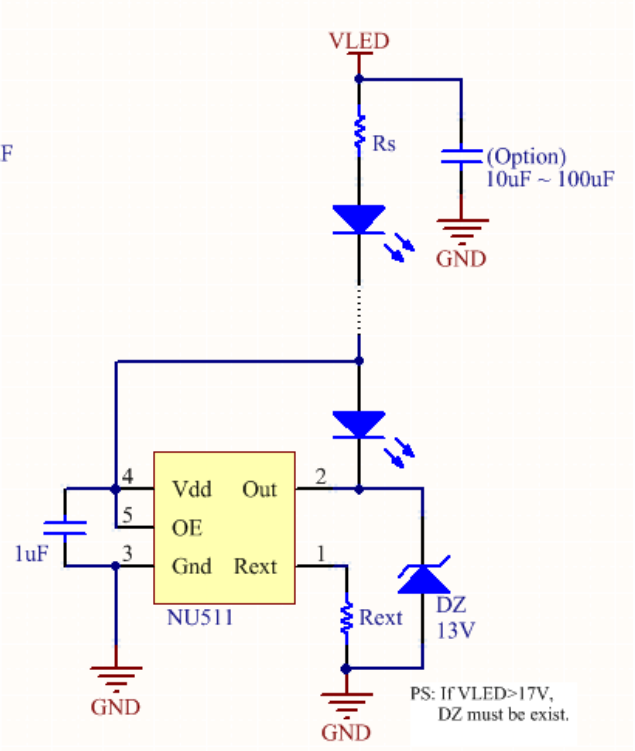 VLED
F
Rs
(Option)
10uF ~ 100uF
GND
4
Vdd
Out
2
5
OE
1uF
3
Gnd
Rext
1
NU511
Rext
DZ
13V
GND
GND
PS: If VLED>17V,
DZ must be exist.